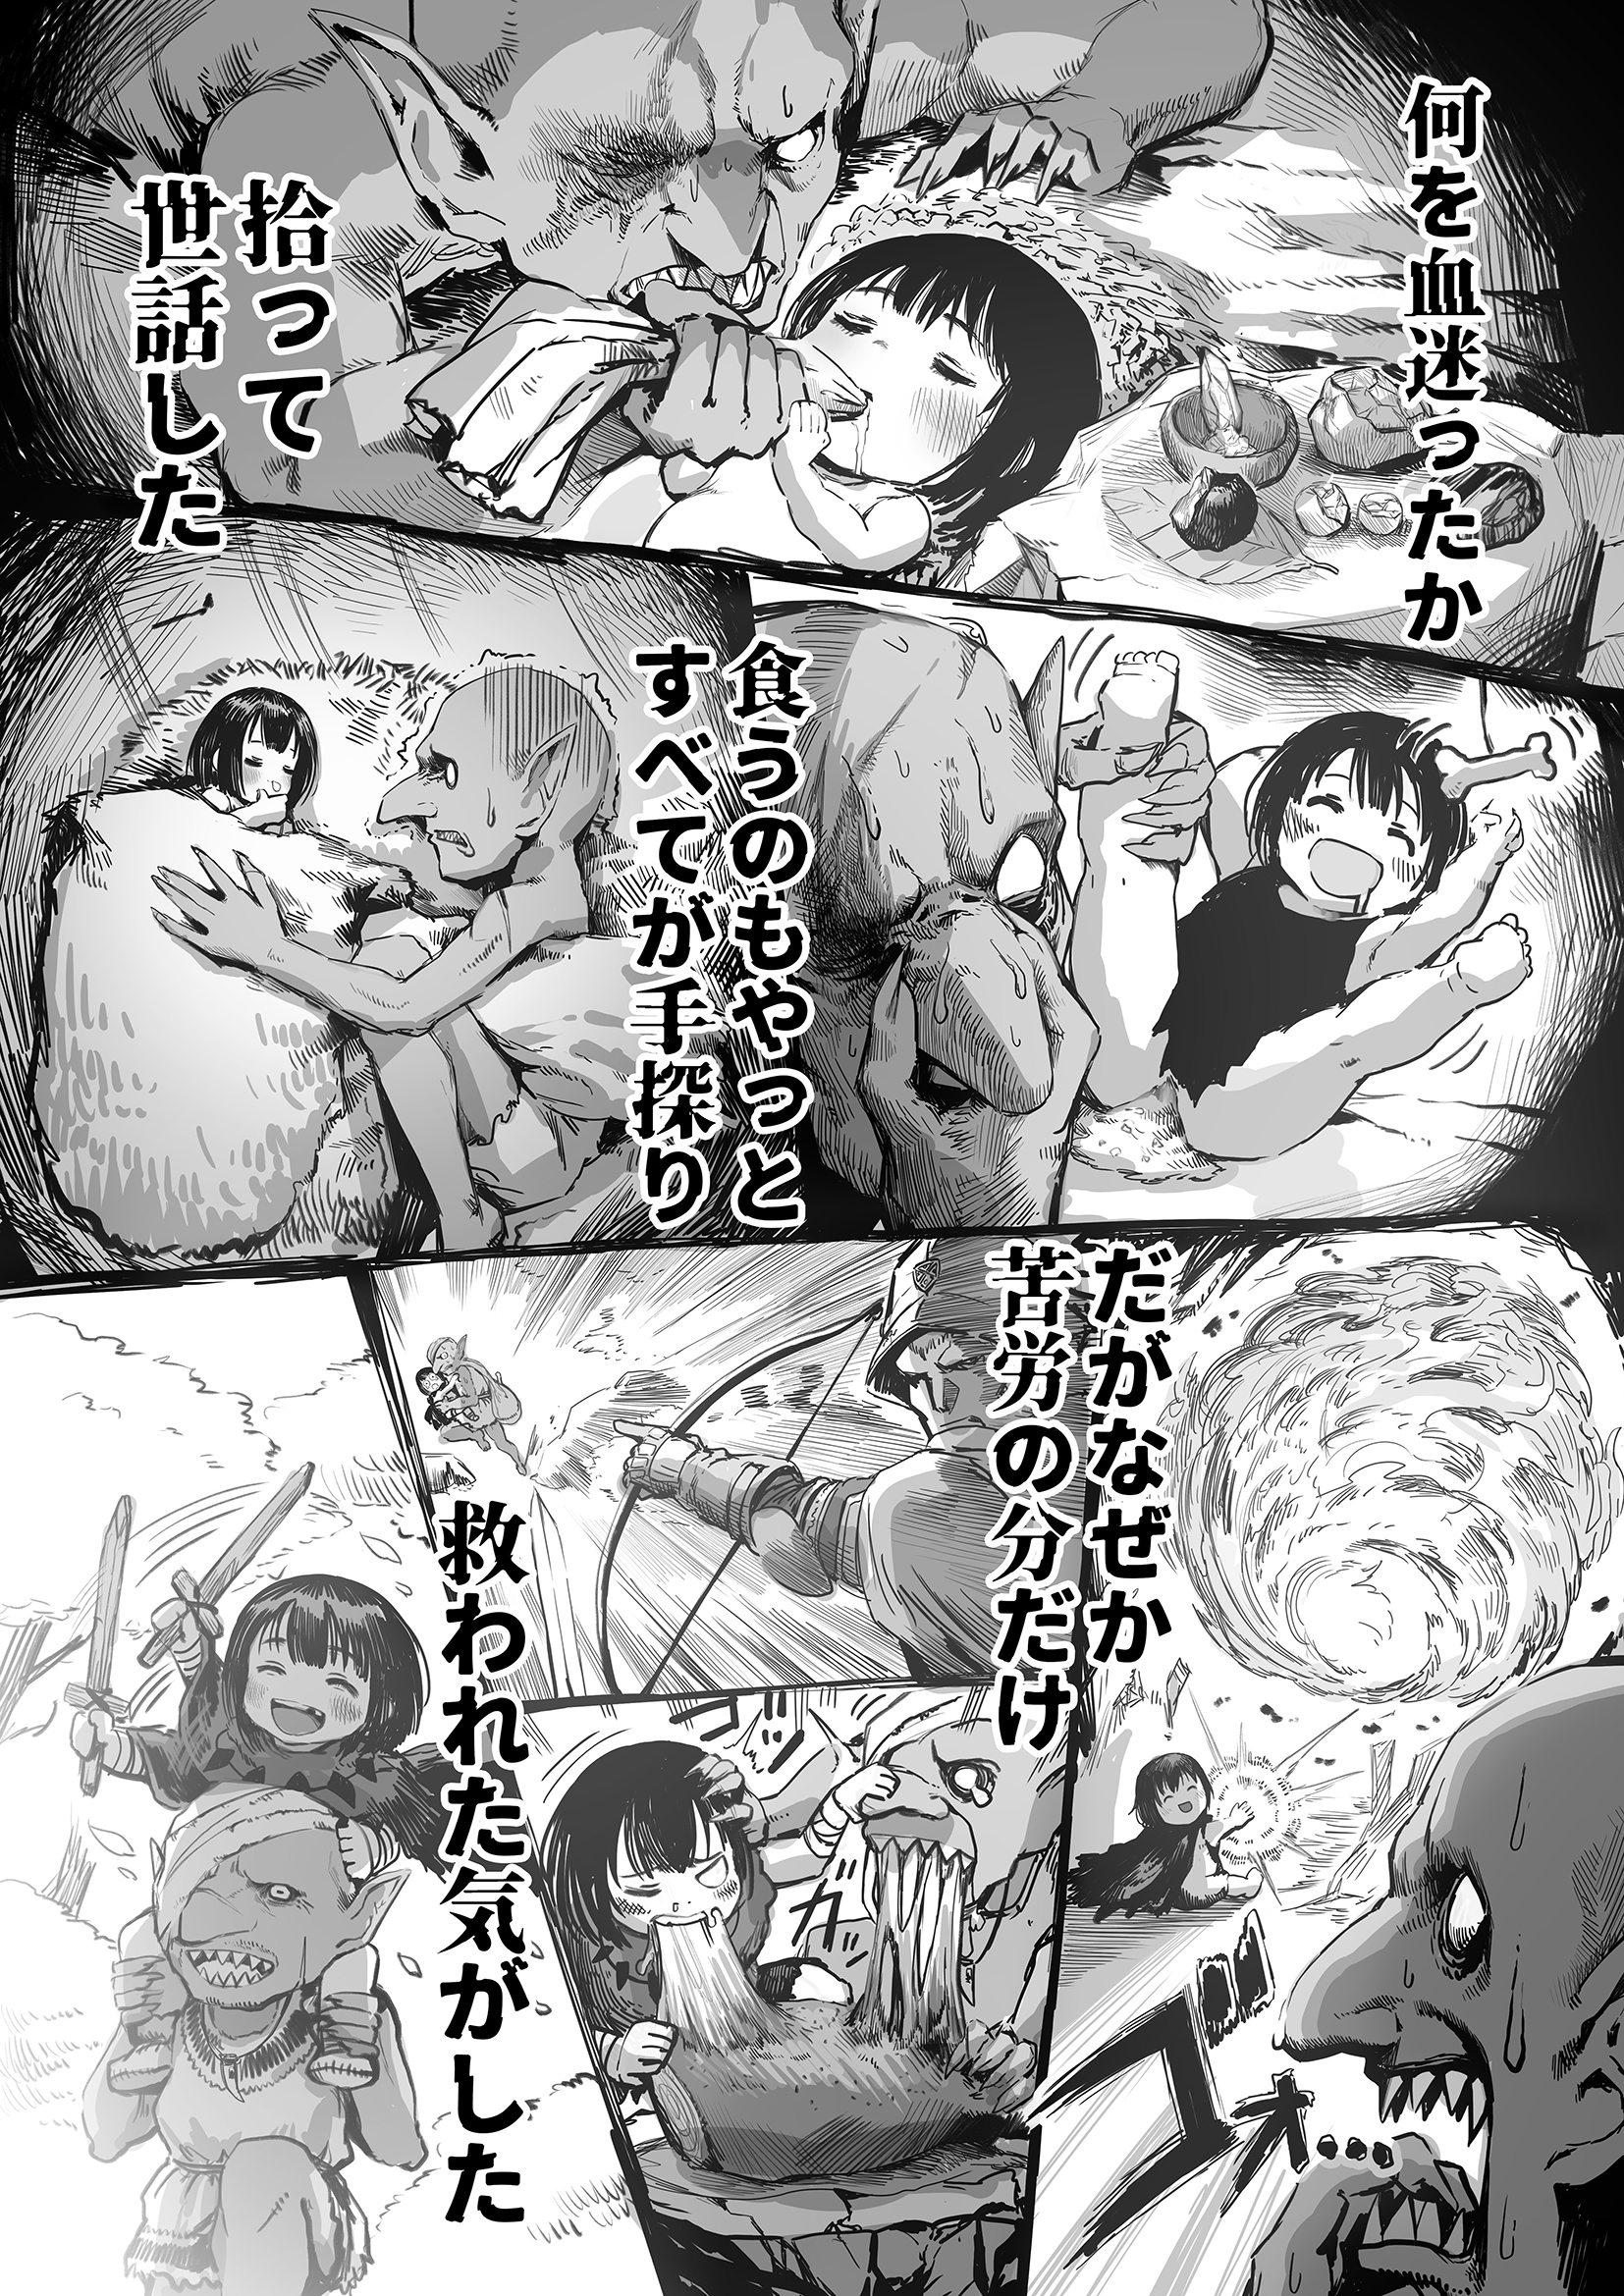 何を血迷ったか
拾って
世話した
食うのもやっと
すべてが手探り
だがなぜか
苦労の分だけ
ゴォ…
ゴッ
ガッ
救われた気がした